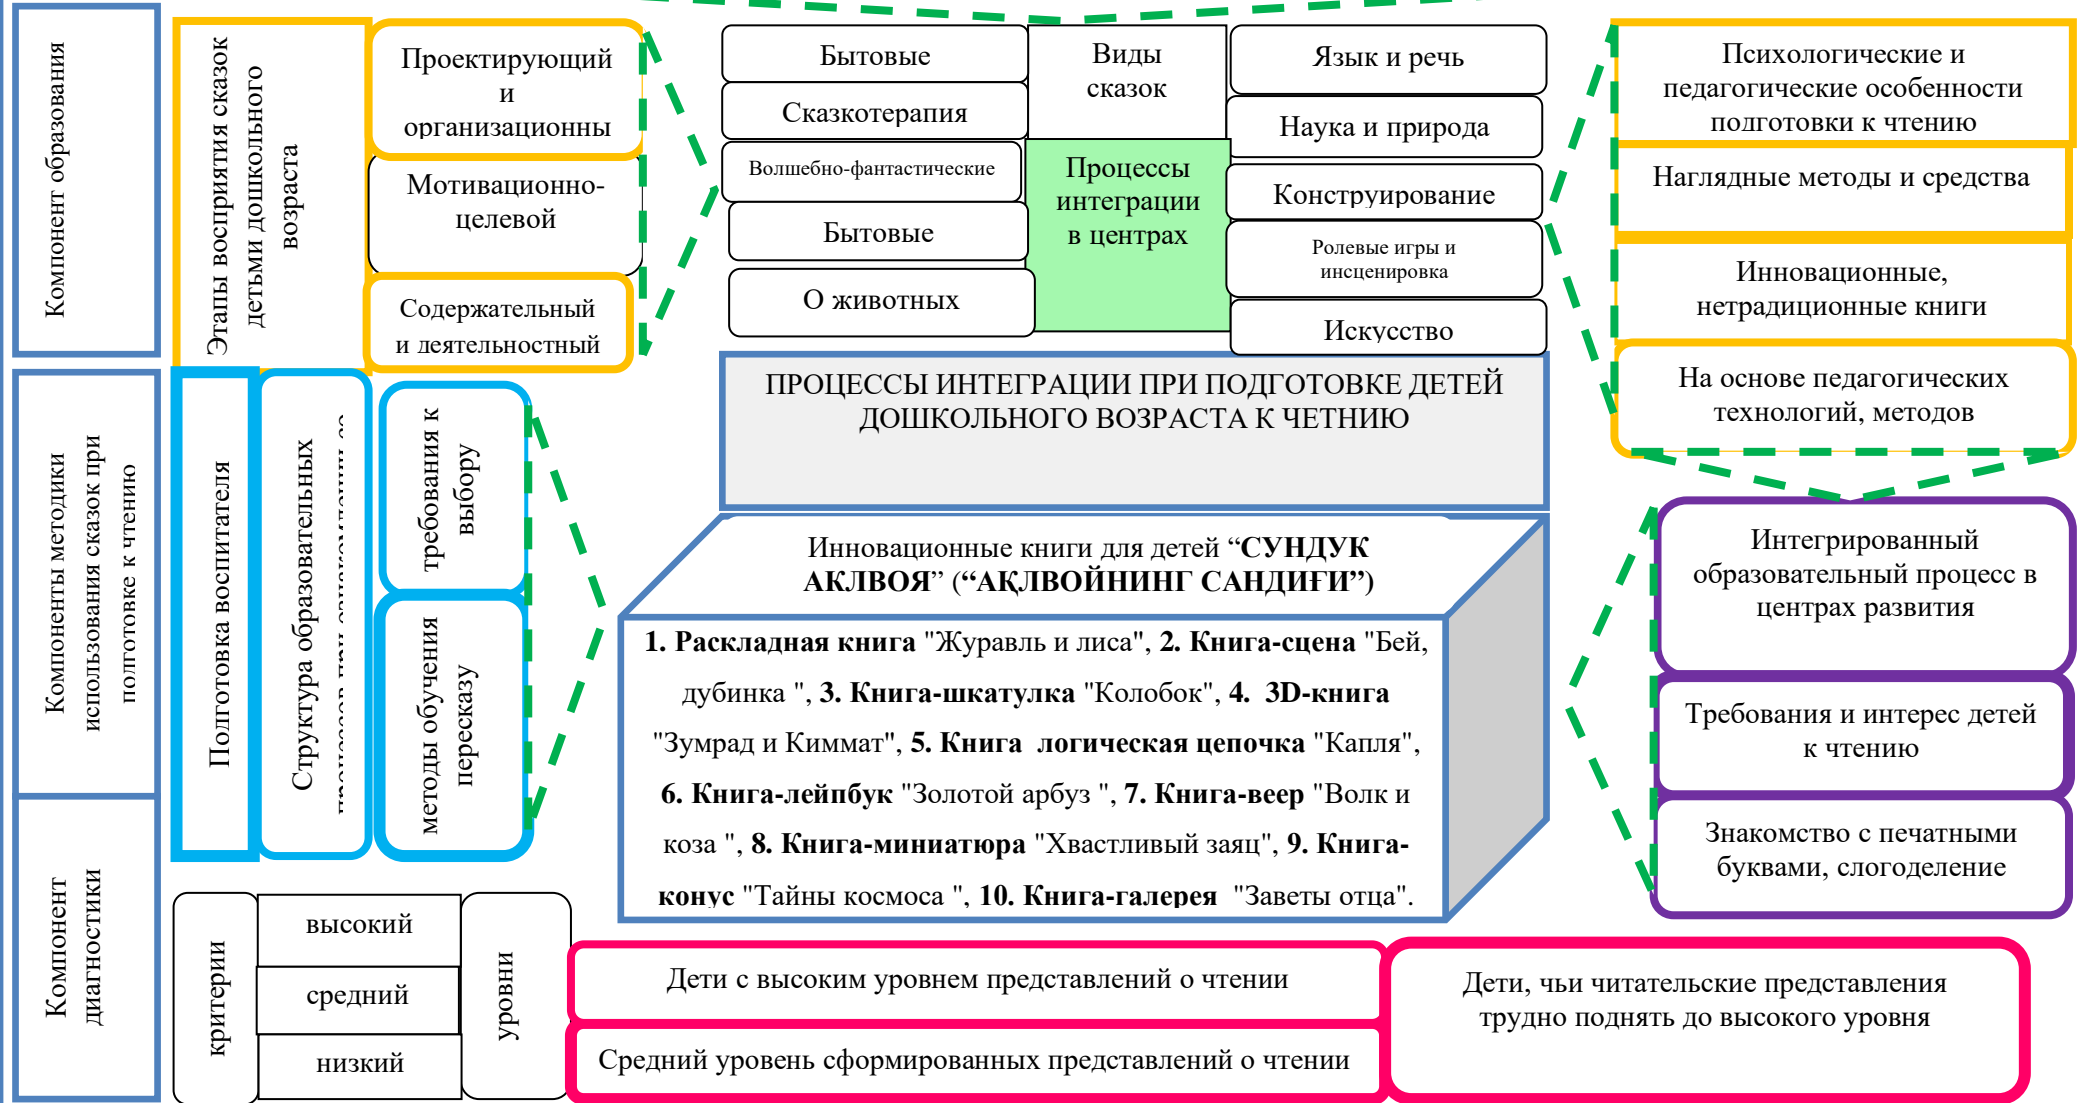 Компонент образования
Этапы восприятия сказок
детьми дошкольного
возраста
Проектирующий
и
организационны
Мотивационно-
целевой
Содержательный
и деятельностный
Бытовые
Сказкотерапия
Волшебно-фантастические
Бытовые
О животных
Виды
сказок
Процессы
интеграции
в центрах
Язык и речь
Наука и природа
Конструирование
Ролевые игры и
инсценировка
Искусство
Психологические и
педагогические особенности
подготовки к чтению
Наглядные методы и средства
Инновационные,
нетрадиционные книги
На основе педагогических
технологий, методов
ПРОЦЕССЫ ИНТЕГРАЦИИ ПРИ ПОДГОТОВКЕ ДЕТЕЙ
ДОШКОЛЬНОГО ВОЗРАСТА К ЧЕТНИЮ
Компоненты методики
использования сказок при
подготовке к чтению
Подготовка воспитателя
Структура образовательных
требования к
выбору
методы обучения
пересказу
Инновационные книги для детей “СУНДУК
АКЛВОЯ” (“АҚЛВОЙНИНГ САНДИҒИ”)
1. Раскладная книга "Журавль и лиса", 2. Книга-сцена "Бей,
дубинка ", 3. Книга-шкатулка "Колобок", 4. 3D-книга
"Зумрад и Киммат", 5. Книга логическая цепочка "Капля",
6. Книга-лейпбук "Золотой арбуз ", 7. Книга-веер "Волк и
коза ", 8. Книга-миниатюра "Хвастливый заяц", 9. Книга-
конус "Тайны космоса ", 10. Книга-галерея "Заветы отца".
Интегрированный
образовательный процесс в
центрах развития
Требования и интерес детей
к чтению
Знакомство с печатными
буквами, слогоделение
Компонент
диагностики
критерии
высокий
средний
низкий
уровни
Дети с высоким уровнем представлений о чтении
Средний уровень сформированных представлений о чтении
Дети, чьи читательские представления
трудно поднять до высокого уровня